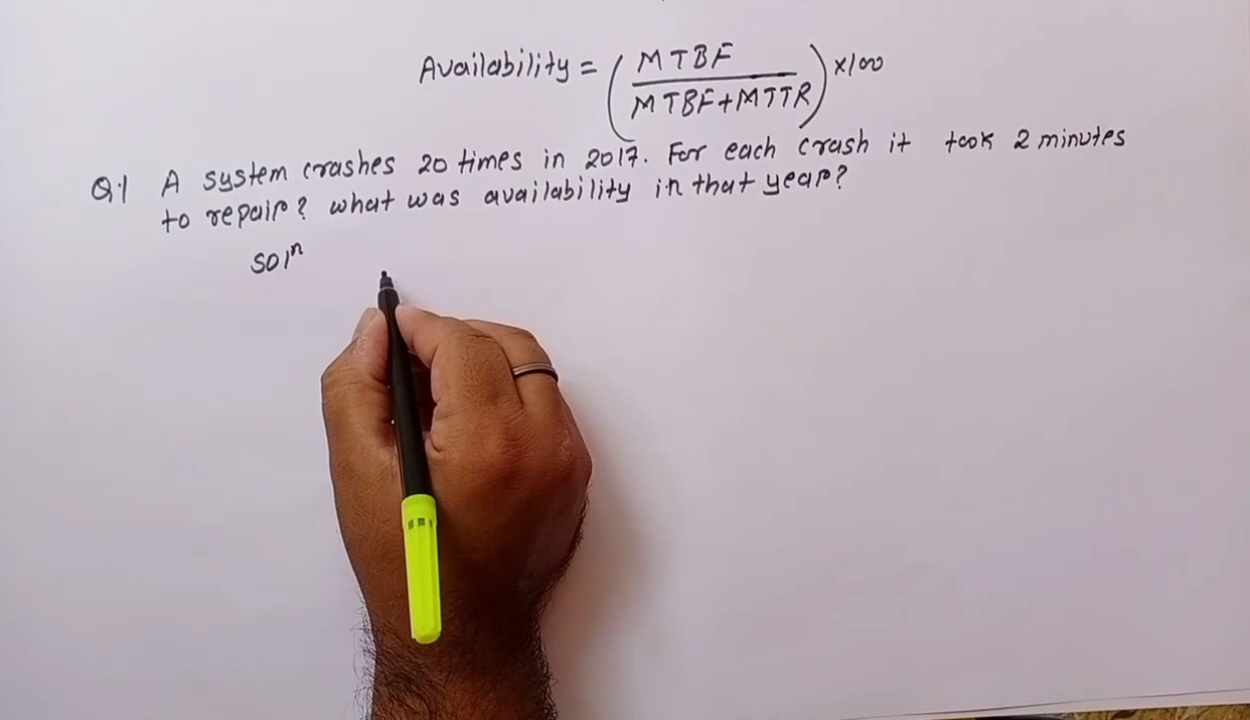 Availability = (MTBF / MTBF+MTTR) x100
Q.1 A system crashes 20 times in 2017. For each crash it took 2 minutes
to repair? what was availability in that year?
solⁿ